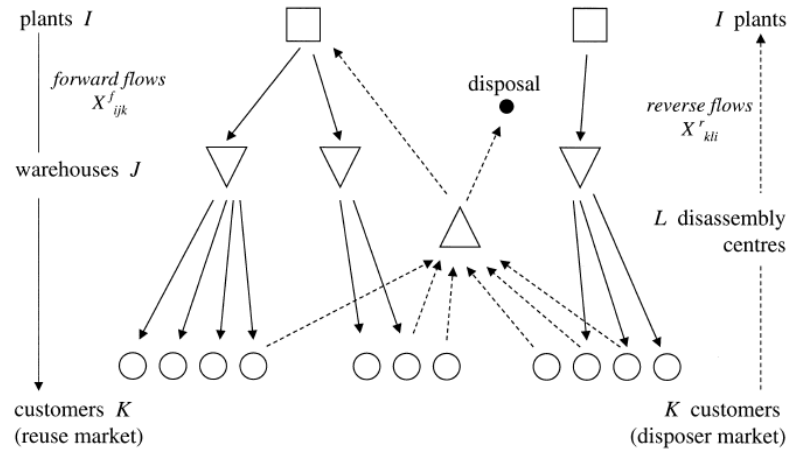 plants I
I plants
forward flows
X^f_ijk
disposal
reverse flows
X^r_kli
warehouses J
L disassembly
centres
customers K
(reuse market)
K customers
(disposer market)